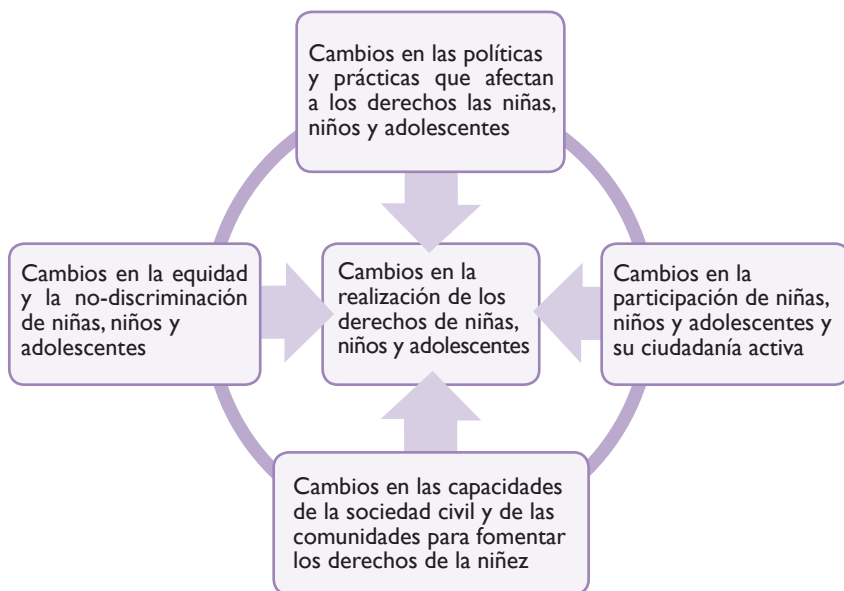 Cambios en las políticas
y prácticas que afectan
a los derechos las niñas,
niños y adolescentes
Cambios en la equidad
y la no-discriminación
de niñas, niños y
adolescentes
Cambios en la
realización de los
derechos de niñas,
niños y adolescentes
Cambios en la
participación de niñas,
niños y adolescentes y
su ciudadanía activa
Cambios en las capacidades
de la sociedad civil y de las
comunidades para fomentar
los derechos de la niñez